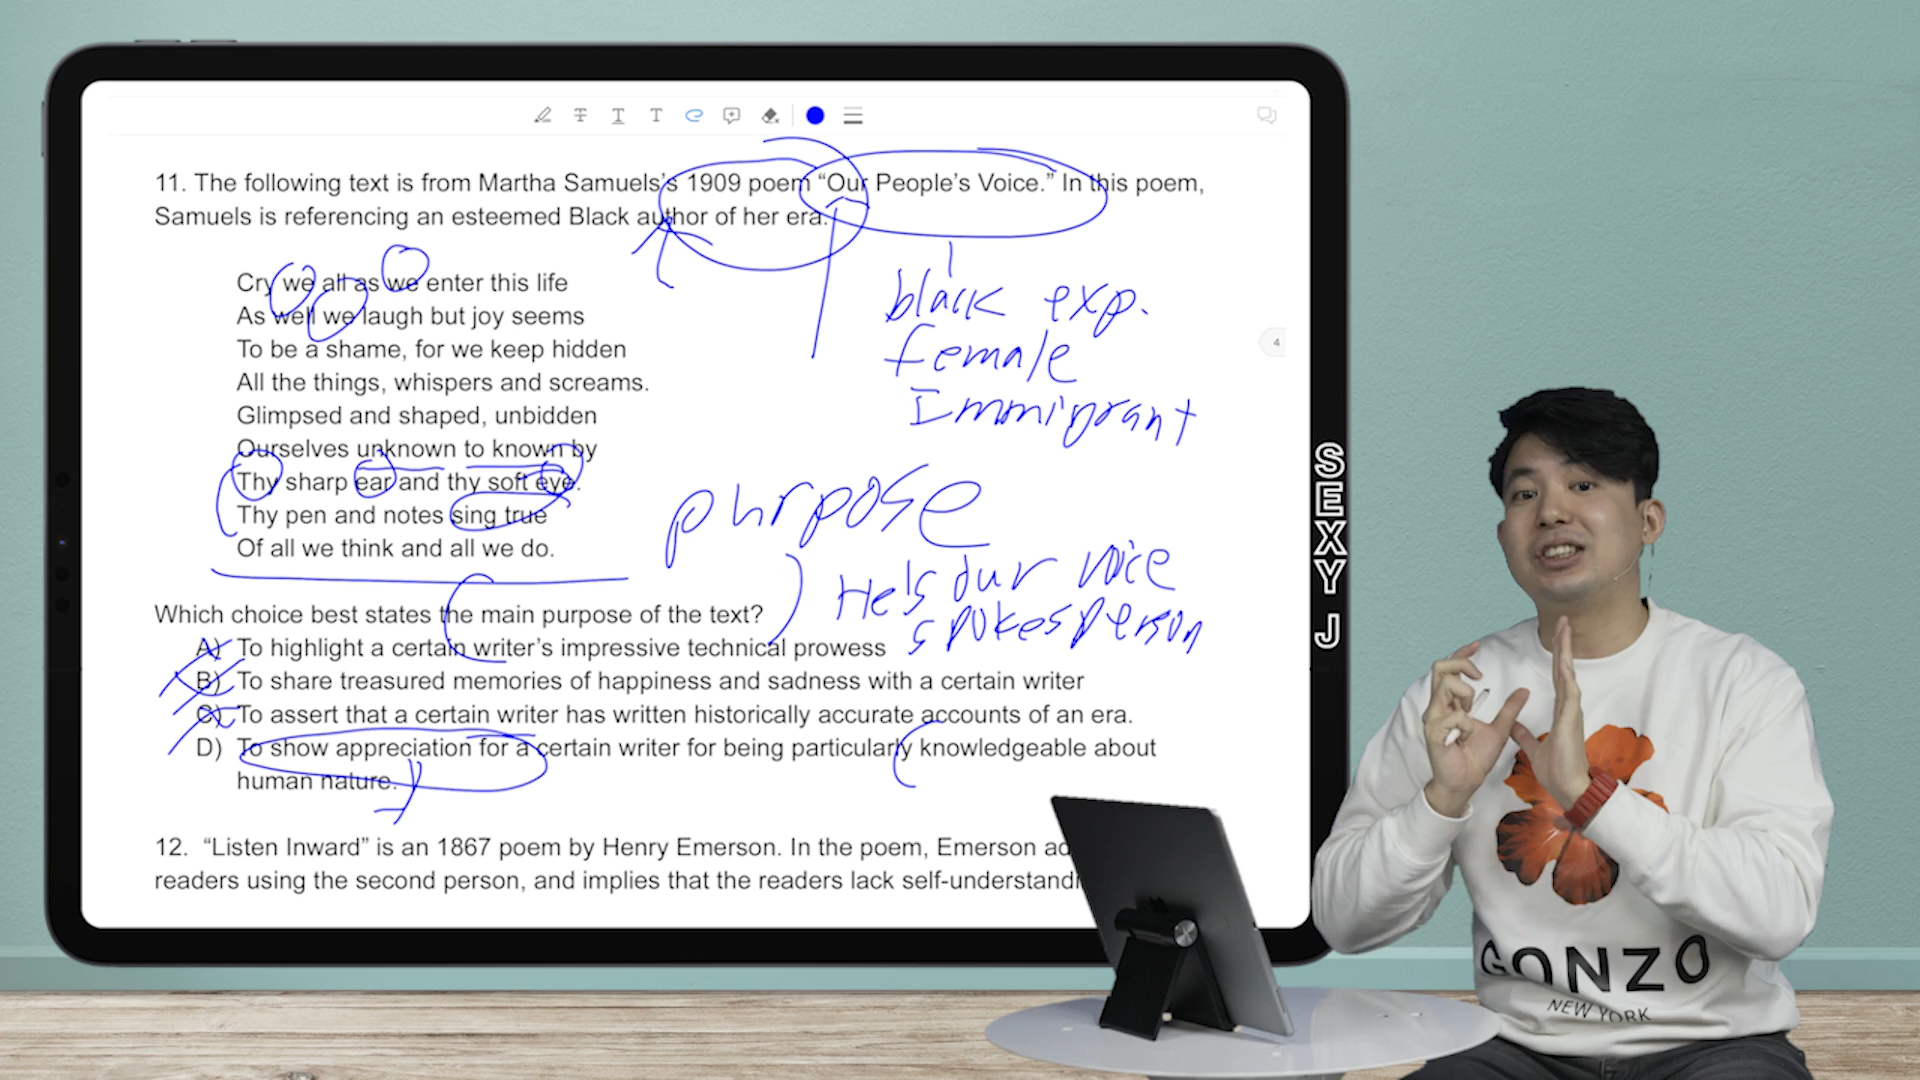 11. The following text is from Martha Samuels's 1909 poem “Our People's Voice.” In this poem,
Samuels is referencing an esteemed Black author of her era.
Cry we all as we enter this life
As well we laugh but joy seems
To be a shame, for we keep hidden
All the things, whispers and screams.
Glimpsed and shaped, unbidden
Ourselves unknown to known by
Thy sharp ear and thy soft eye.
Thy pen and notes sing true
Of all we think and all we do.
black exp.
female
Immigrant
4
purpose
He's our voice
spokesperson
Which choice best states the main purpose of the text?
A) To highlight a certain writer's impressive technical prowess
B) To share treasured memories of happiness and sadness with a certain writer
C) To assert that a certain writer has written historically accurate accounts of an era.
D) To show appreciation for a certain writer for being particularly knowledgeable about
human nature.
12. “Listen Inward” is an 1867 poem by Henry Emerson. In the poem, Emerson
readers using the second person, and implies that the readers lack
SEXY J
GONZO
NEW YORK